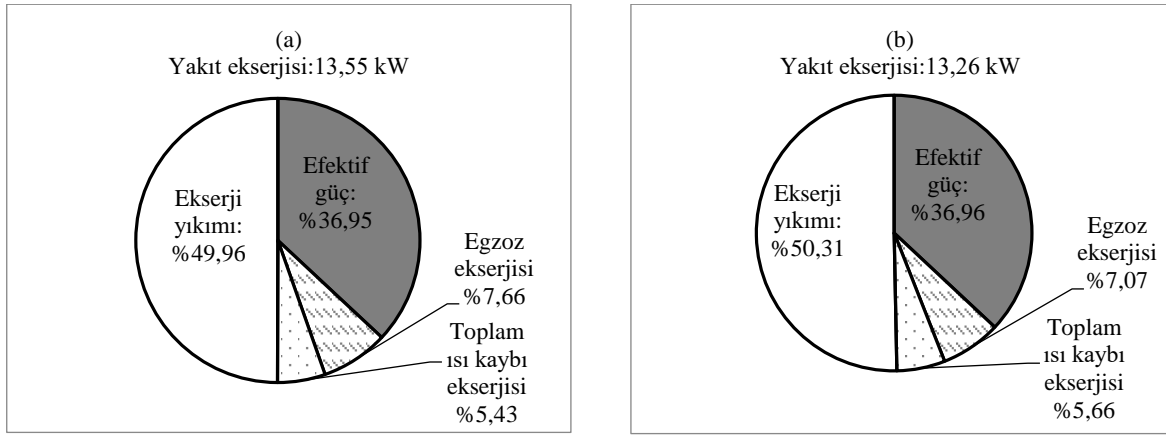 (a)
Yakıt ekserjisi:13,55 kW
Efektif
güç:
%36,95
Ekserji
yıkımı:
%49,96
Egzoz
ekserjisi
%7,66
Toplam
ısı kaybı
ekserjisi
%5,43
(b)
Yakıt ekserjisi:13,26 kW
Efektif
güç:
%36,96
Ekserji
yıkımı:
%50,31
Egzoz
ekserjisi
%7,07
Toplam
ısı kaybı
ekserjisi
%5,66